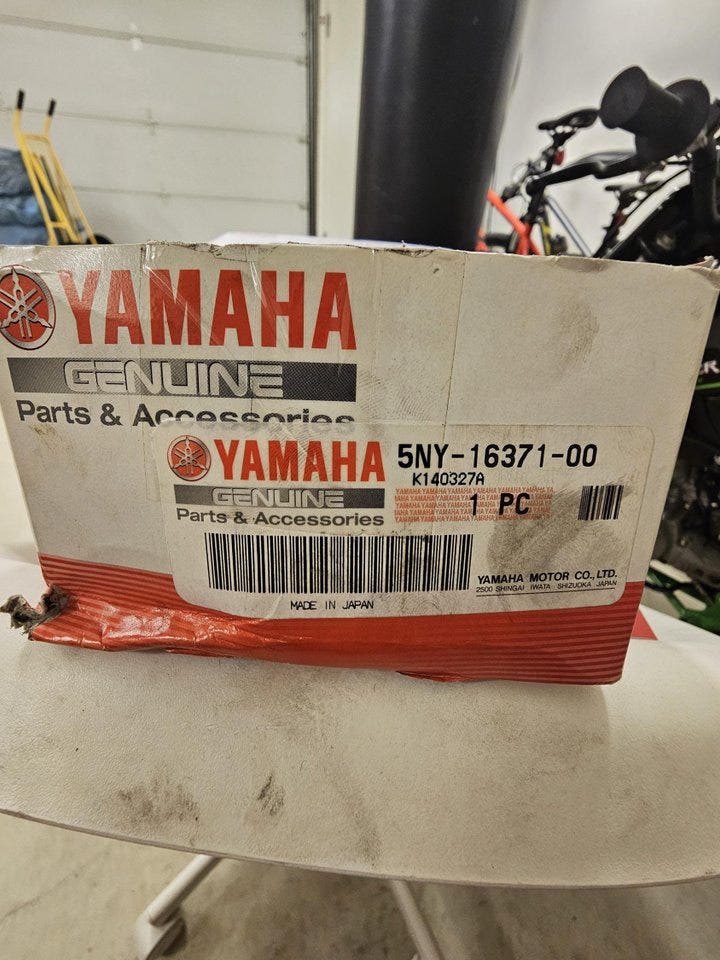 YAMAHA
GENUINE
Parts & Accessories
YAMAHA 5NY-16371-00
K140327A
GENUINE
1 PC
Parts & Accessories
YAMAHA MOTOR CO.,LTD.
2500 SHINGAI IWATA SHIZUOKA JAPAN
MADE IN JAPAN